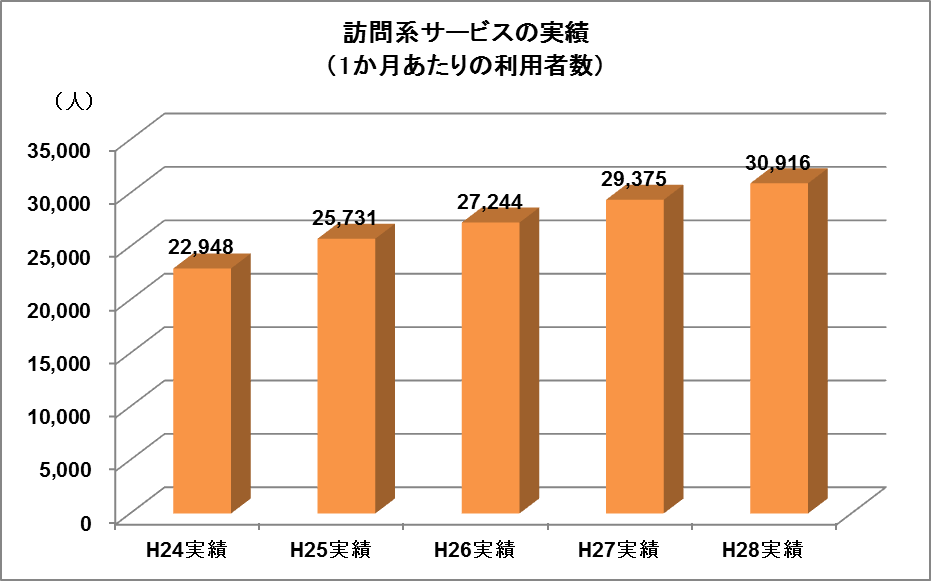 訪問系サービスの実績
（1か月あたりの利用者数）
（人）
35,000
30,000
25,000
20,000
15,000
10,000
5,000
0
22,948
25,731
27,244
29,375
30,916
H24実績
H25実績
H26実績
H27実績
H28実績